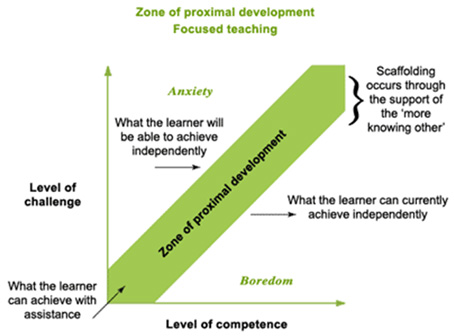 Zone of proximal development
Focused teaching
Anxiety
Scaffolding
occurs through
the support of
the ‘more
knowing other’
What the learner will
be able to achieve
independently
Zone of proximal development
Level of
challenge
What the learner can currently
achieve independently
What the learner
can achieve with
assistance
Boredom
Level of competence